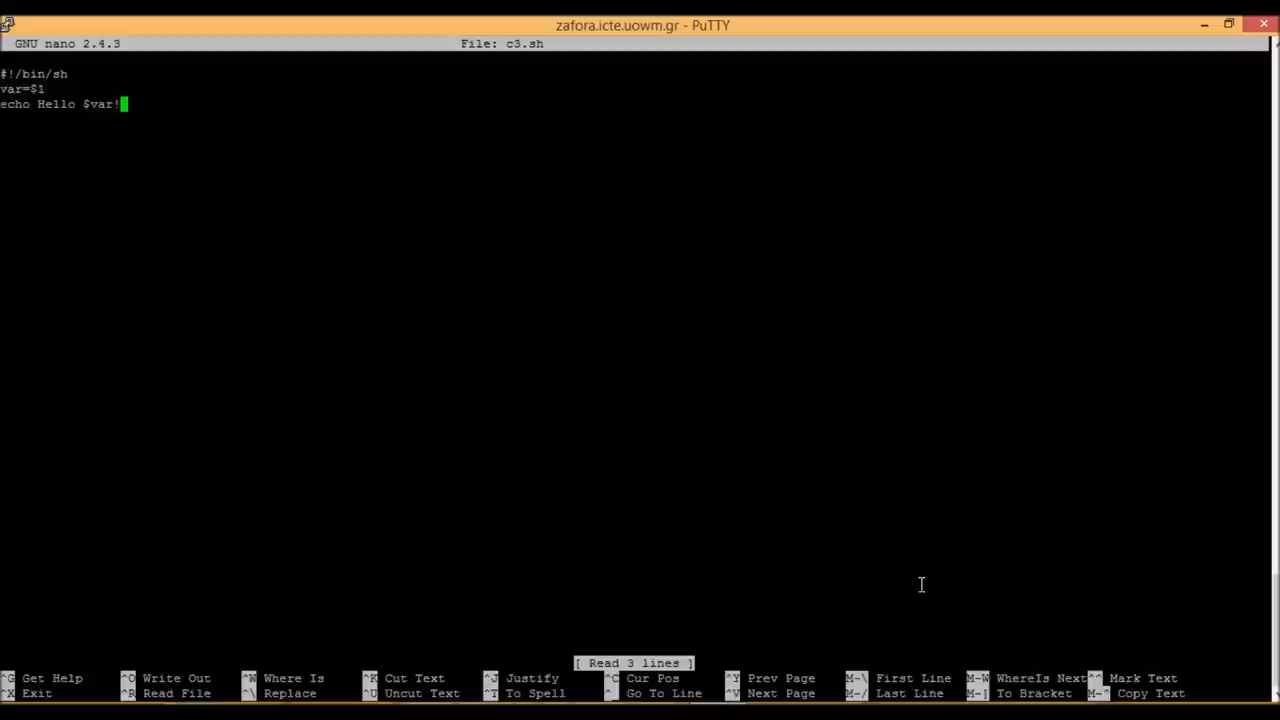 zafora.icte.uowm.gr - PuTTY
GNU nano 2.4.3 File: c3.sh
#!/bin/sh
var=$1
echo Hello $var!
[ Read 3 lines ]
^G Get Help ^O Write Out ^W Where Is ^K Cut Text ^J Justify ^C Cur Pos ^Y Prev Page M-\ First Line M-W WhereIs Next ^^ Mark Text
^X Exit ^R Read File ^\ Replace ^U Uncut Text ^T To Spell ^_ Go To Line ^V Next Page M-/ Last Line M-] To Bracket M-^ Copy Text